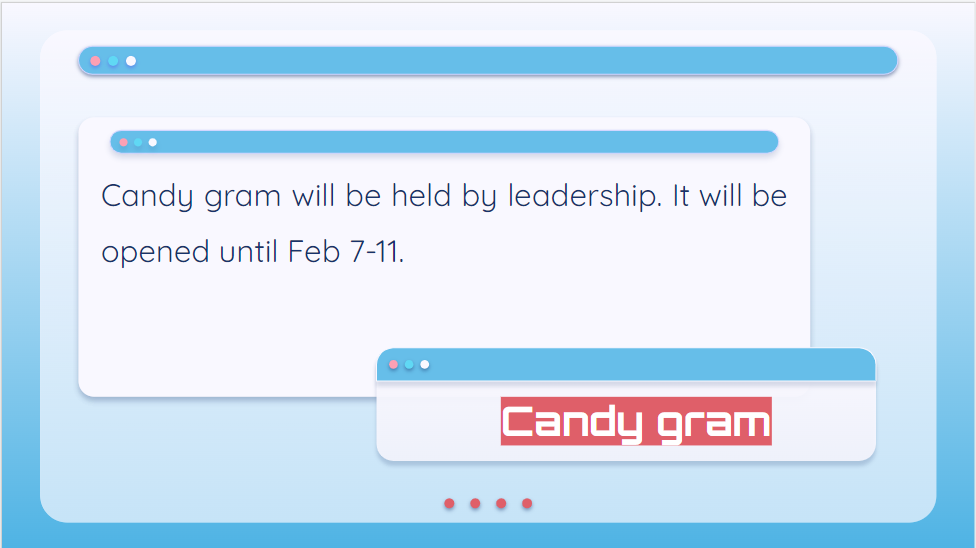 Candy gram will be held by leadership. It will be
opened until Feb 7-11.
Candy gram